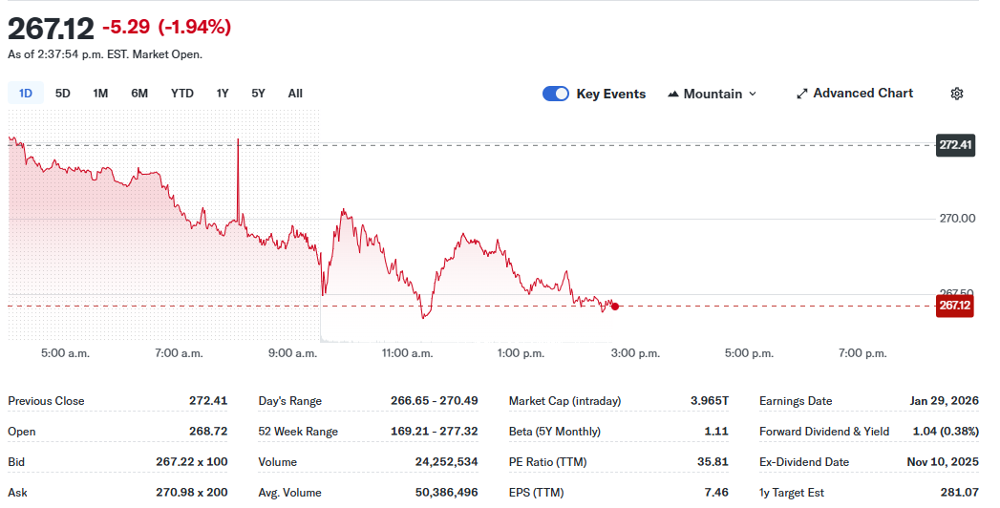 267.12 -5.29 (-1.94%)
As of 2:37:54 p.m. EST. Market Open.
1D 5D 1M 6M YTD 1Y 5Y All Key Events Mountain Advanced Chart
272.41
270.00
267.50
267.12
5:00 a.m. 7:00 a.m. 9:00 a.m. 11:00 a.m. 1:00 p.m. 3:00 p.m. 5:00 p.m. 7:00 p.m.
Previous Close 272.41 Day's Range 266.65 - 270.49 Market Cap (intraday) 3.965T Earnings Date Jan 29, 2026
Open 268.72 52 Week Range 169.21 - 277.32 Beta (5Y Monthly) 1.11 Forward Dividend & Yield 1.04 (0.38%)
Bid 267.22 x 100 Volume 24,252,534 PE Ratio (TTM) 35.81 Ex-Dividend Date Nov 10, 2025
Ask 270.98 x 200 Avg. Volume 50,386,496 EPS (TTM) 7.46 1y Target Est 281.07